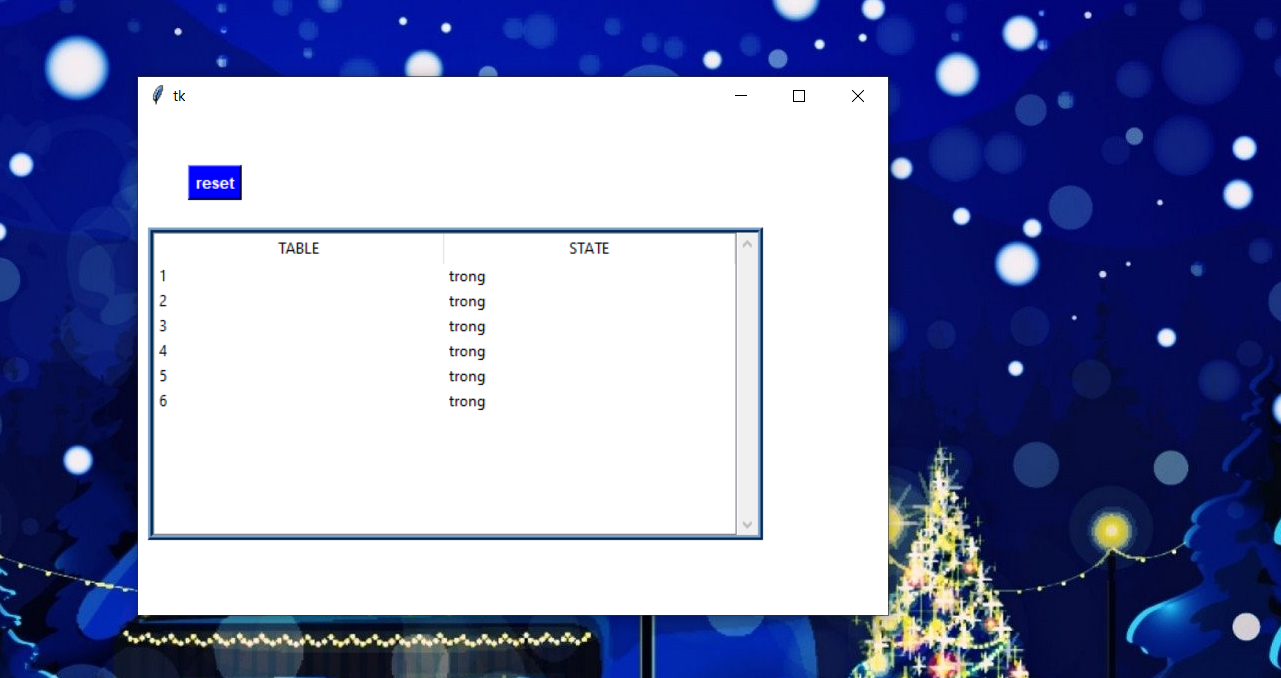 tk
reset
TABLE STATE
1 trong
2 trong
3 trong
4 trong
5 trong
6 trong